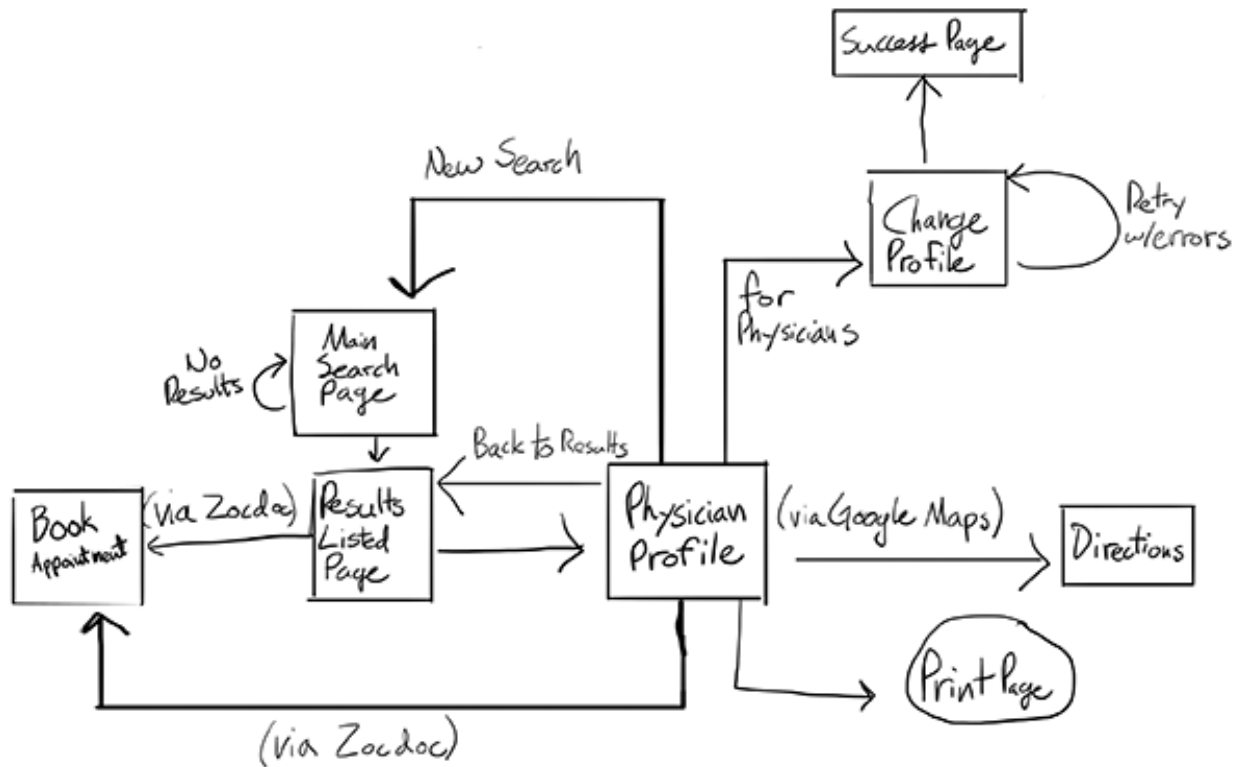 Success Page
New Search
Change
Profile
Retry
w/errors
for
Physicians
Main
Search
Page
No
Results
Back to Results
Book
Appointment
(via Zocdoc)
Results
Listed
Page
Physician
Profile
(via Google Maps)
Directions
Print Page
(via Zocdoc)